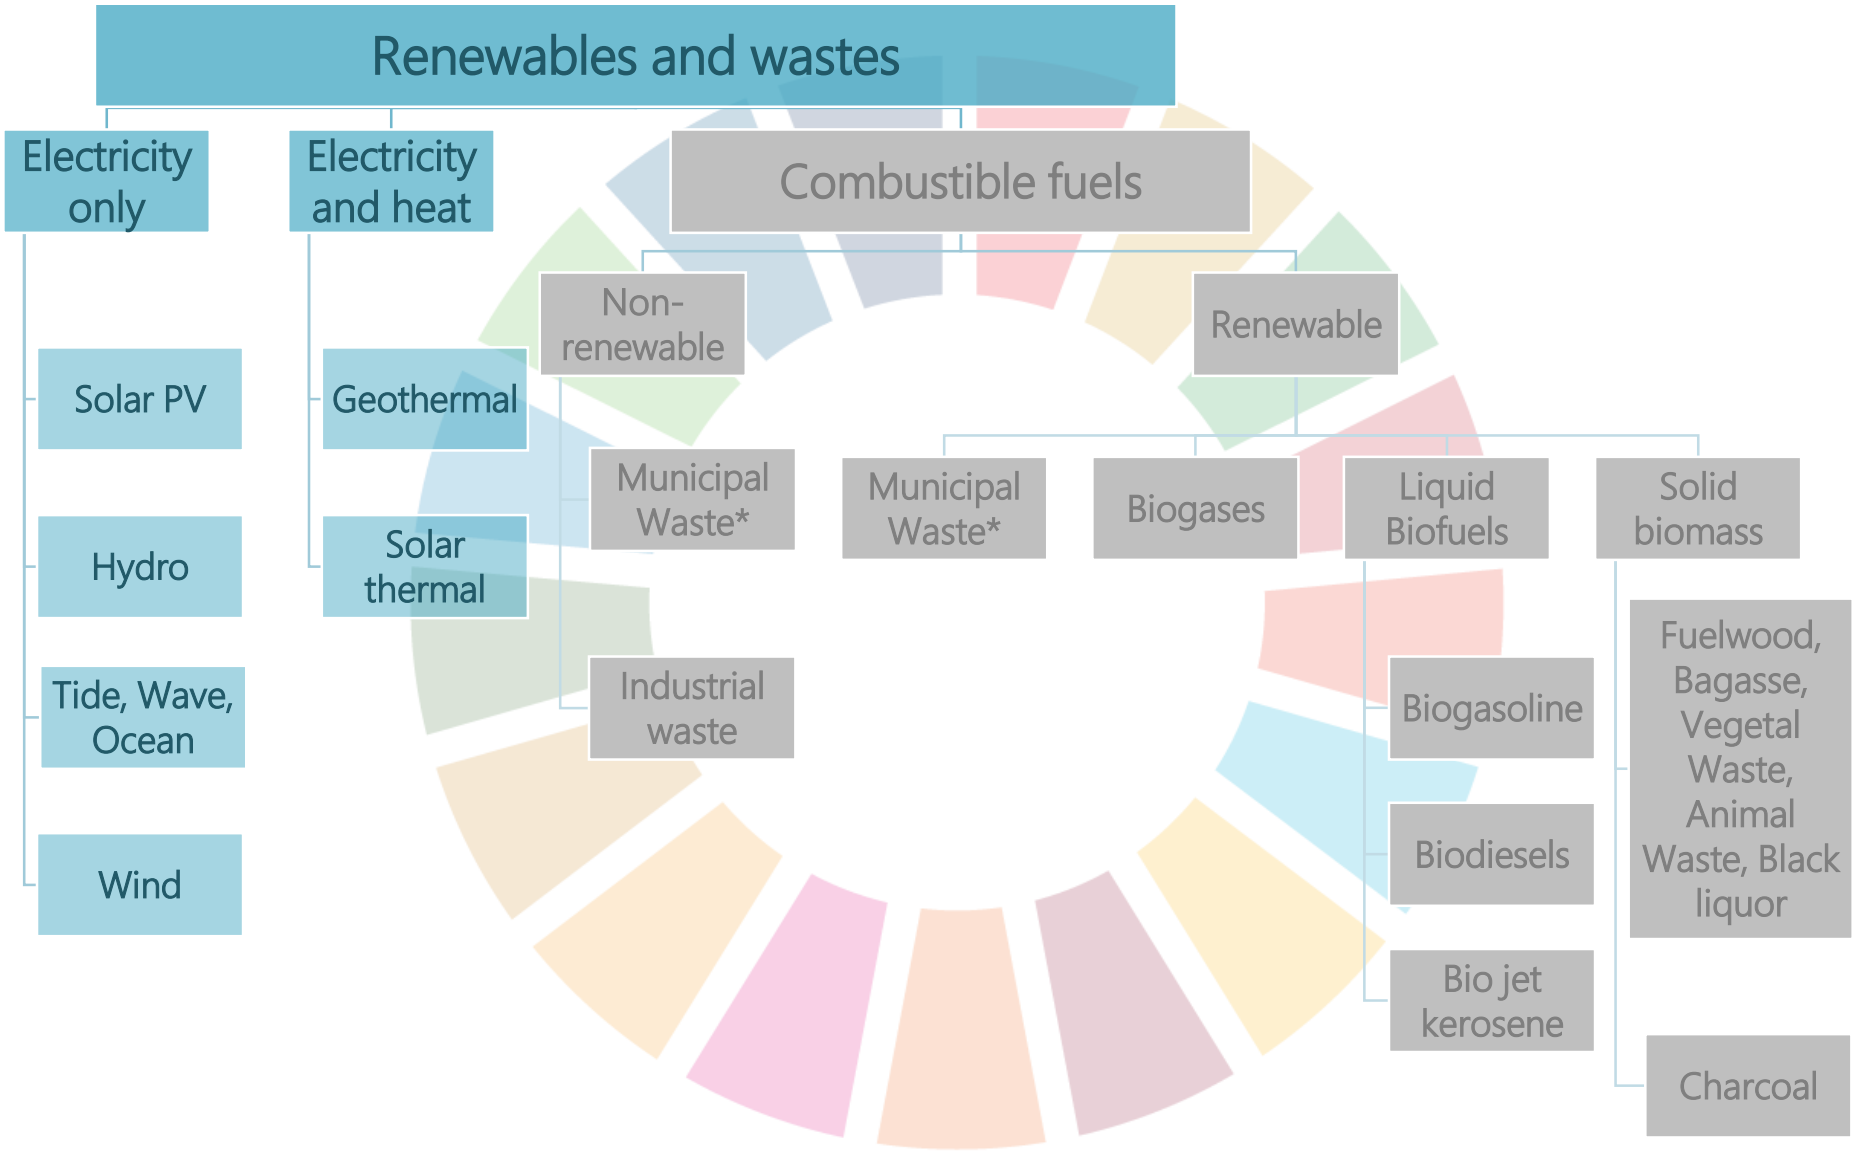 Renewables and wastes
Electricity
only
Electricity
and heat
Combustible fuels
Non-
renewable
Renewable
Solar PV
Hydro
Tide, Wave,
Ocean
Wind
Geothermal
Solar
thermal
Municipal
Waste*
Industrial
waste
Municipal
Waste*
Biogases
Liquid
Biofuels
Solid
biomass
Biogasoline
Biodiesels
Bio jet
kerosene
Fuelwood,
Bagasse,
Vegetal
Waste,
Animal
Waste, Black
liquor
Charcoal